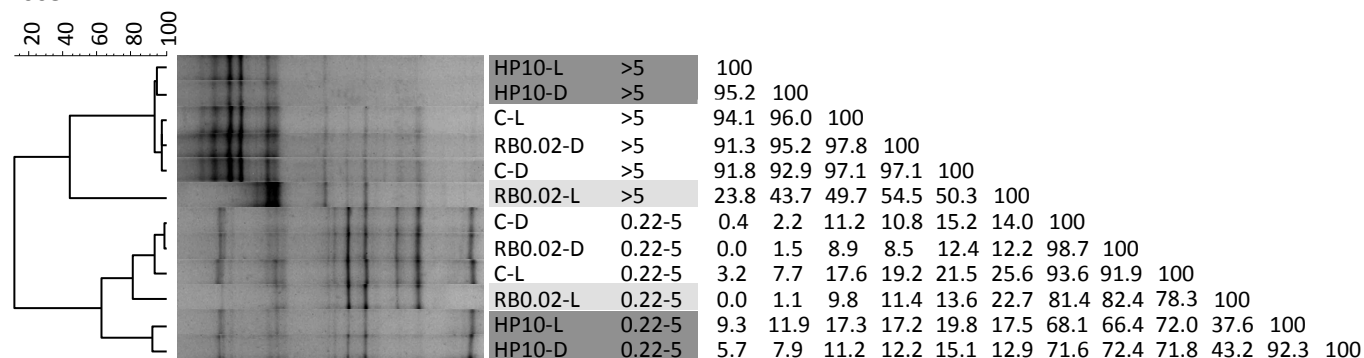 20 40 60 80 100
HP10-L >5 100
HP10-D >5 95.2 100
C-L >5 94.1 96.0 100
RB0.02-D >5 91.3 95.2 97.8 100
C-D >5 91.8 92.9 97.1 97.1 100
RB0.02-L >5 23.8 43.7 49.7 54.5 50.3 100
C-D 0.22-5 0.4 2.2 11.2 10.8 15.2 14.0 100
RB0.02-D 0.22-5 0.0 1.5 8.9 8.5 12.4 12.2 98.7 100
C-L 0.22-5 3.2 7.7 17.6 19.2 21.5 25.6 93.6 91.9 100
RB0.02-L 0.22-5 0.0 1.1 9.8 11.4 13.6 22.7 81.4 82.4 78.3 100
HP10-L 0.22-5 9.3 11.9 17.3 17.2 19.8 17.5 68.1 66.4 72.0 37.6 100
HP10-D 0.22-5 5.7 7.9 11.2 12.2 15.1 12.9 71.6 72.4 71.8 43.2 92.3 100